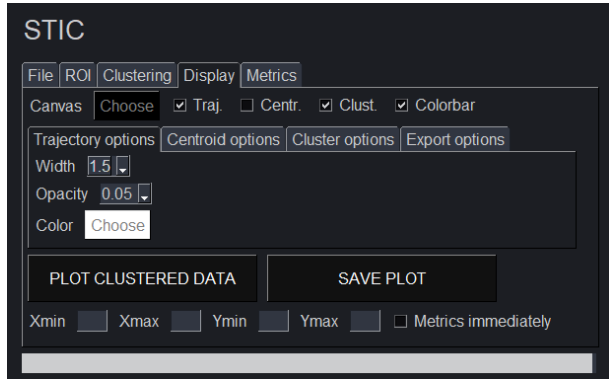 STIC
File ROI Clustering Display Metrics
Canvas Choose Traj. Centr. Clust. Colorbar
Trajectory options Centroid options Cluster options Export options
Width 1.5
Opacity 0.05
Color Choose
PLOT CLUSTERED DATA SAVE PLOT
Xmin Xmax Ymin Ymax Metrics immediately